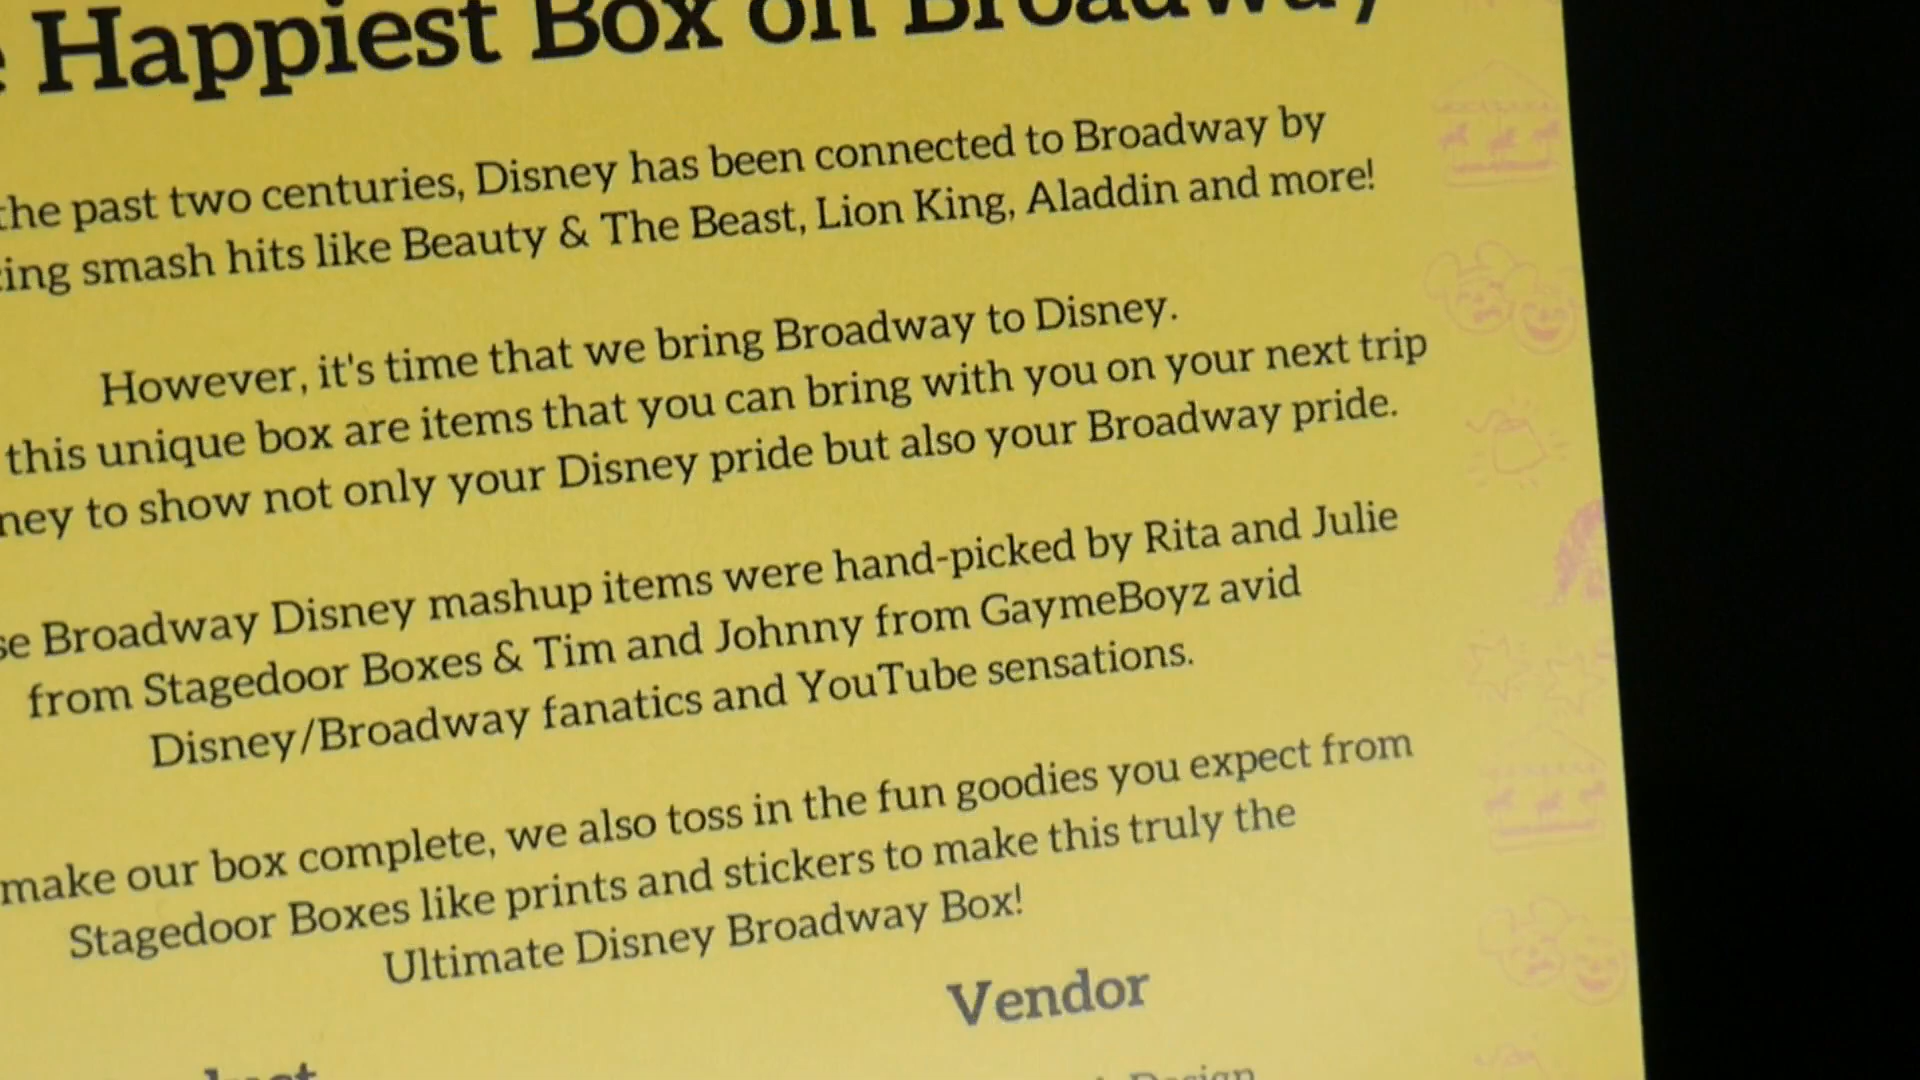 Happiest Box on Broadway
the past two centuries, Disney has been connected to Broadway by
smash hits like Beauty & The Beast, Lion King, Aladdin and more!
However, it's time that we bring Broadway to Disney.
this unique box are items that you can bring with you on your next trip
to show not only your Disney pride but also your Broadway pride.
Broadway Disney mashup items were hand-picked by Rita and Julie
from Stagedoor Boxes & Tim and Johnny from GaymeBoyz avid
Disney/Broadway fanatics and YouTube sensations.
make our box complete, we also toss in the fun goodies you expect from
Stagedoor Boxes like prints and stickers to make this truly the
Ultimate Disney Broadway Box!
Vendor
Design